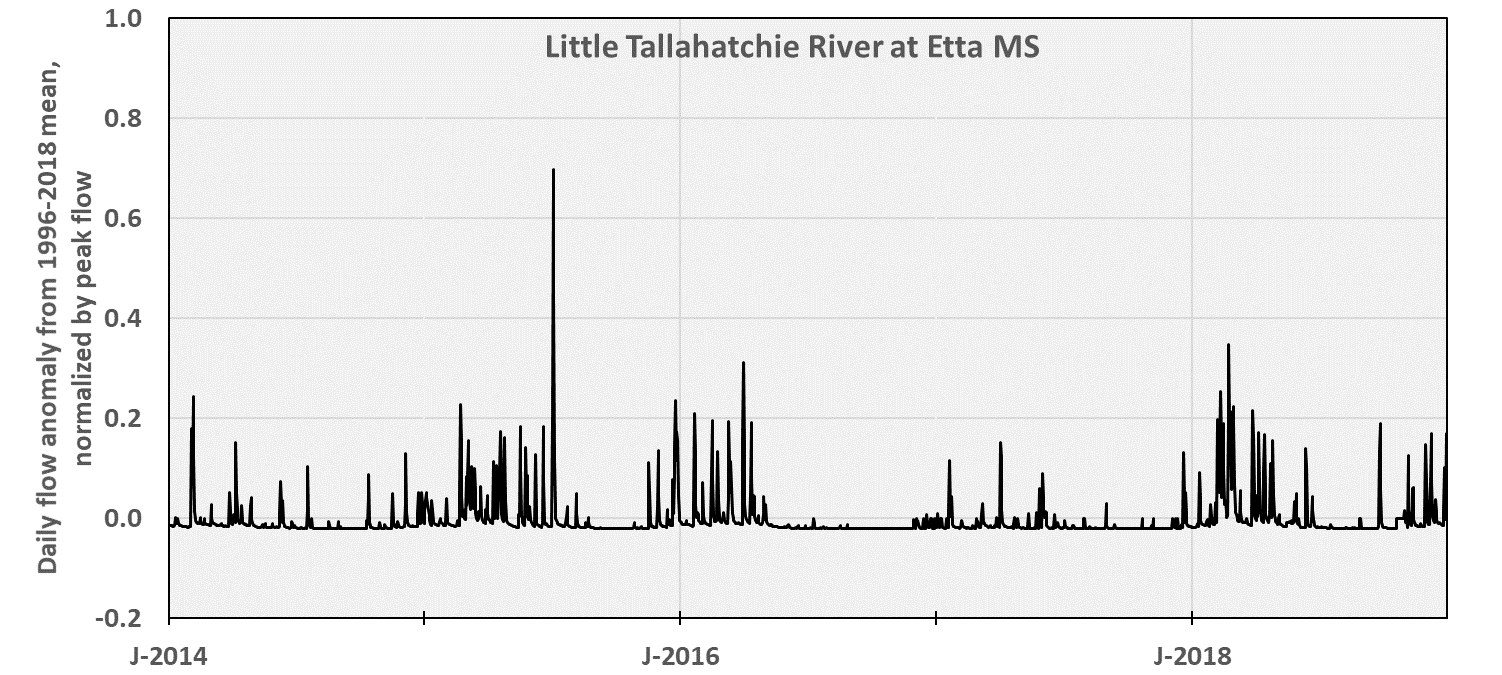 Little Tallahatchie River at Etta MS
Daily flow anomaly from 1996-2018 mean,
normalized by peak flow
1.0
0.8
0.6
0.4
0.2
0.0
-0.2
J-2014
J-2016
J-2018